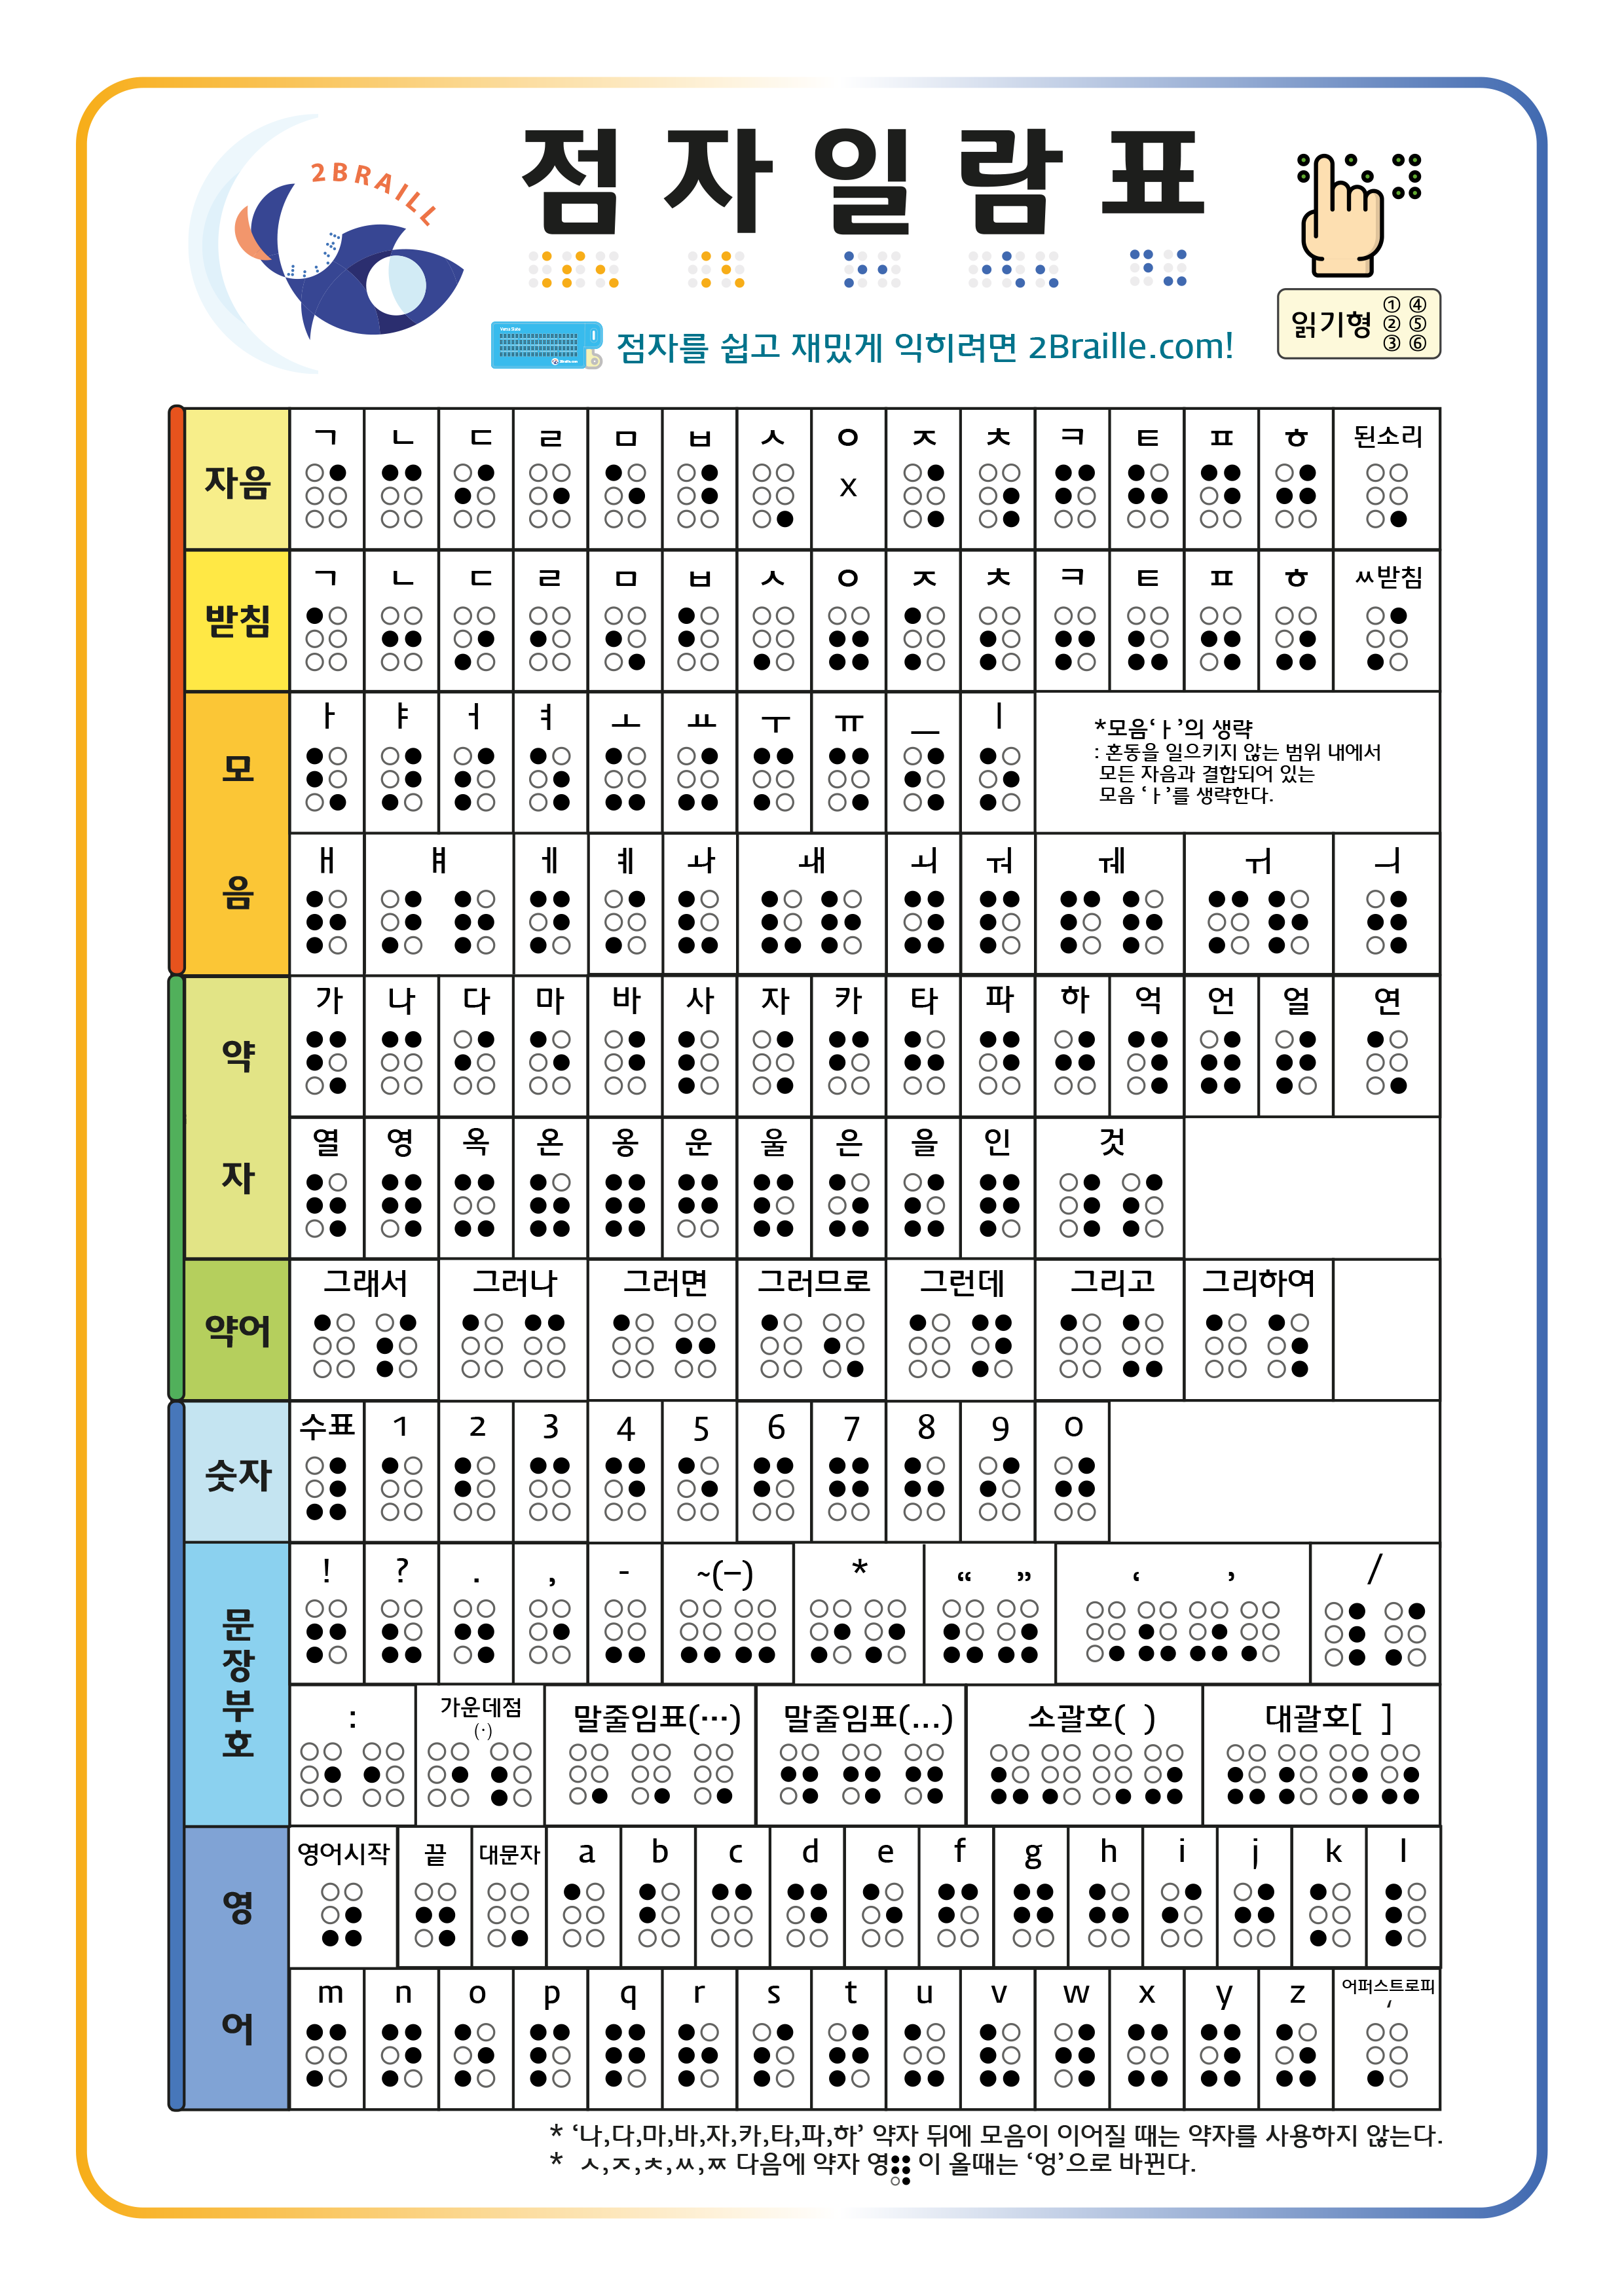 2BRAILL
점자일람표
점자를 쉽고 재밌게 익히려면 2Braille.com!
읽기형 ① ④
② ⑤
③ ⑥
자음 ㄱ ㄴ ㄷ ㄹ ㅁ ㅂ ㅅ ㅇ ㅈ ㅊ ㅋ ㅌ ㅍ ㅎ 된소리
x
받침 ㄱ ㄴ ㄷ ㄹ ㅁ ㅂ ㅅ ㅇ ㅈ ㅊ ㅋ ㅌ ㅍ ㅎ ㅆ받침
모음
ㅏ ㅑ ㅓ ㅕ ㅗ ㅛ ㅜ ㅠ ㅡ ㅣ
*모음‘ㅏ’의 생략
: 혼동을 일으키지 않는 범위 내에서
모든 자음과 결합되어 있는
모음 ‘ㅏ’를 생략한다.
ㅐ ㅒ ㅔ ㅖ ㅘ ㅙ ㅚ ㅝ ㅞ ㅟ ㅢ
약자
가 나 다 마 바 사 자 카 타 파 하 억 언 얼 연
열 영 옥 온 옹 운 울 은 을 인 것
약어 그래서 그러나 그러면 그러므로 그런데 그리고 그리하여
숫자 수표 1 2 3 4 5 6 7 8 9 0
문장부호
! ? . , - ~(—) * “ ” ‘ ’ /
: 가운데점 말줄임표(⋯) 말줄임표(...) 소괄호( ) 대괄호[ ]
(·)
영어
영어시작 끝 대문자 a b c d e f g h i j k l
m n o p q r s t u v w x y z 어퍼스트로피
‘
* ‘나,다,마,바,자,카,타,파,하’ 약자 뒤에 모음이 이어질 때는 약자를 사용하지 않는다.
* ㅅ,ㅈ,ㅊ,ㅆ,ㅉ 다음에 약자 영⠻이 올때는 ‘엉’으로 바뀐다.